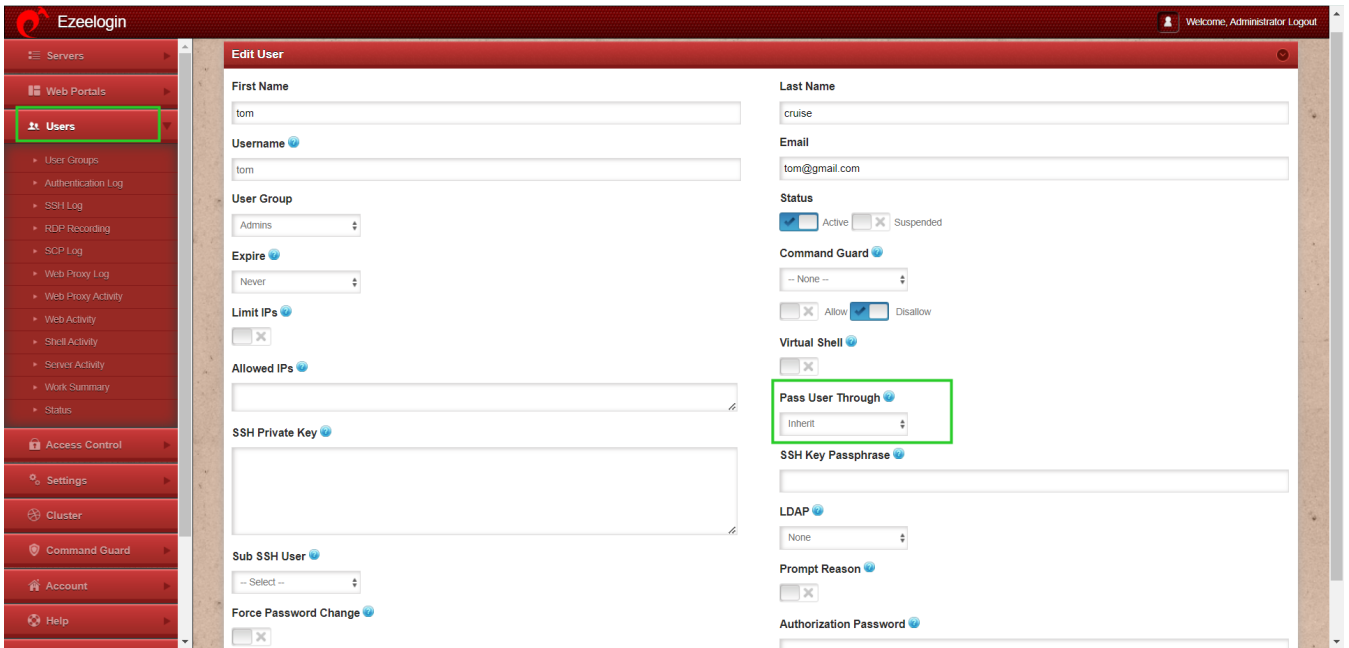 Ezeelogin
Welcome, Administrator Logout
Servers
Web Portals
Users
User Groups
Authentication Log
SSH Log
RDP Recording
SCP Log
Web Proxy Log
Web Proxy Activity
Web Activity
Shell Activity
Server Activity
Work Summary
Status
Access Control
Settings
Cluster
Command Guard
Account
Help
Edit User
First Name
tom
Last Name
cruise
Username
tom
Email
tom@gmail.com
User Group
Admins
Status
Active Suspended
Expire
Never
Command Guard
-- None --
Allow Disallow
Limit IPs
Virtual Shell
Allowed IPs
Pass User Through
Inherit
SSH Private Key
SSH Key Passphrase
LDAP
None
Sub SSH User
-- Select --
Prompt Reason
Force Password Change
Authorization Password